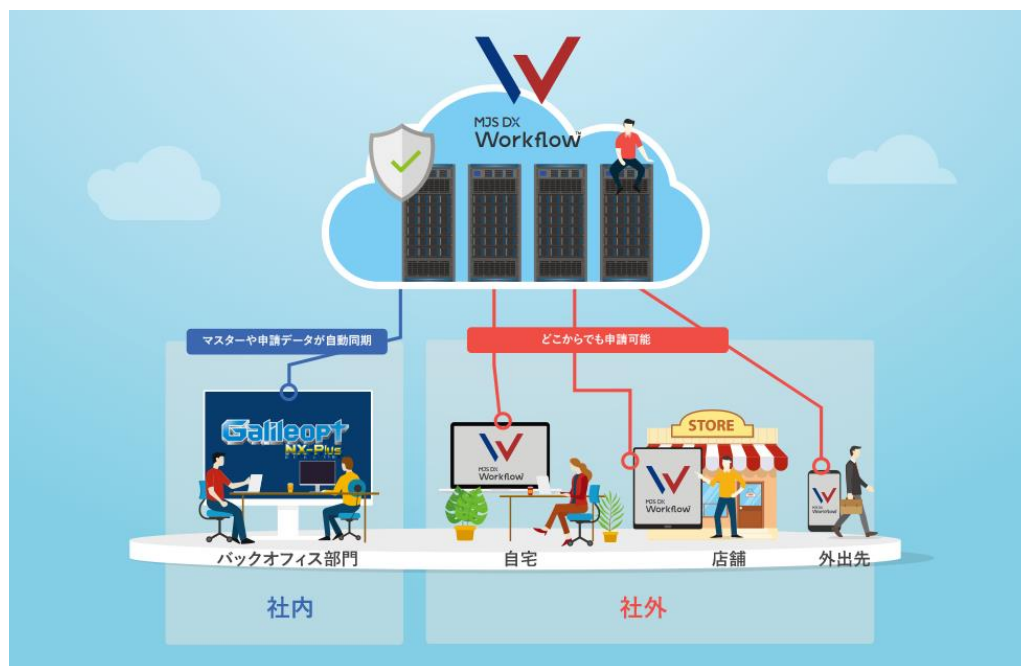 MJS DX
Workflow™
マスターや申請データが自動同期
どこからでも申請可能
Galileopt
NX-Plus
MJS DX
Workflow
STORE
MJS DX
Workflow
MJS DX
Workflow
バックオフィス部門
自宅
店舗
外出先
社内
社外